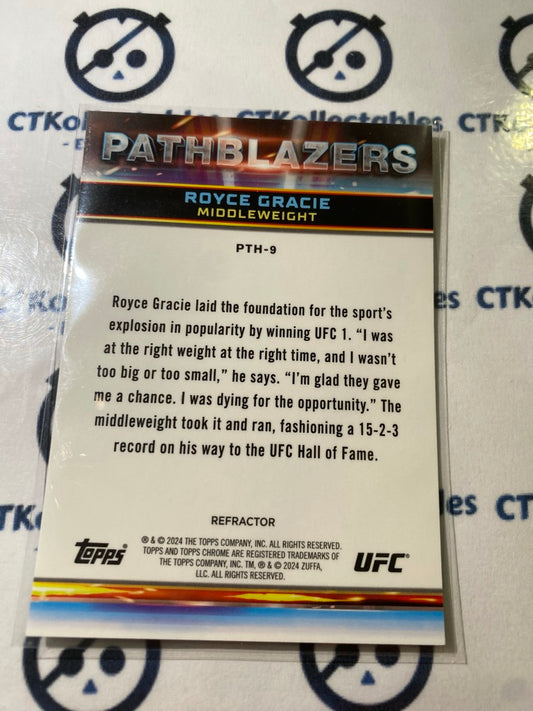 CTKollectables
PATHBLAZERS
ROYCE GRACIE
MIDDLEWEIGHT
PTH-9
Royce Gracie laid the foundation for the sport's
explosion in popularity by winning UFC 1. "I was
at the right weight at the right time, and I wasn't
too big or too small," he says. "I'm glad they gave
me a chance. I was dying for the opportunity." The
middleweight took it and ran, fashioning a 15-2-3
record on his way to the UFC Hall of Fame.
REFRACTOR
® & © 2024 THE TOPPS COMPANY, INC. ALL RIGHTS RESERVED.
TOPPS AND TOPPS CHROME ARE REGISTERED TRADEMARKS OF
THE TOPPS COMPANY, INC. TM, ® & © 2024 ZUFFA,
LLC. ALL RIGHTS RESERVED.
Topps®
UFC®